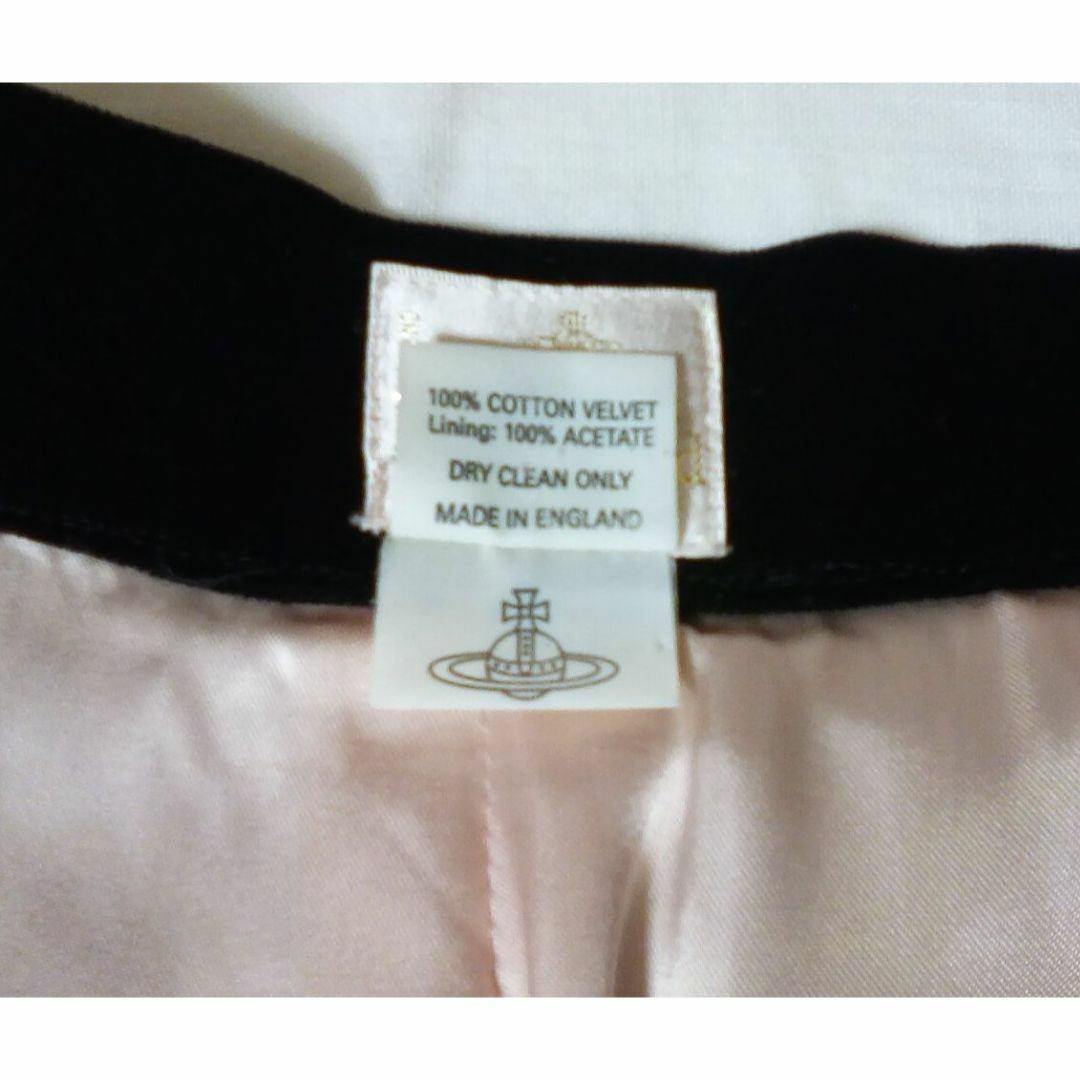 100% COTTON VELVET
Lining: 100% ACETATE
DRY CLEAN ONLY
MADE IN ENGLAND